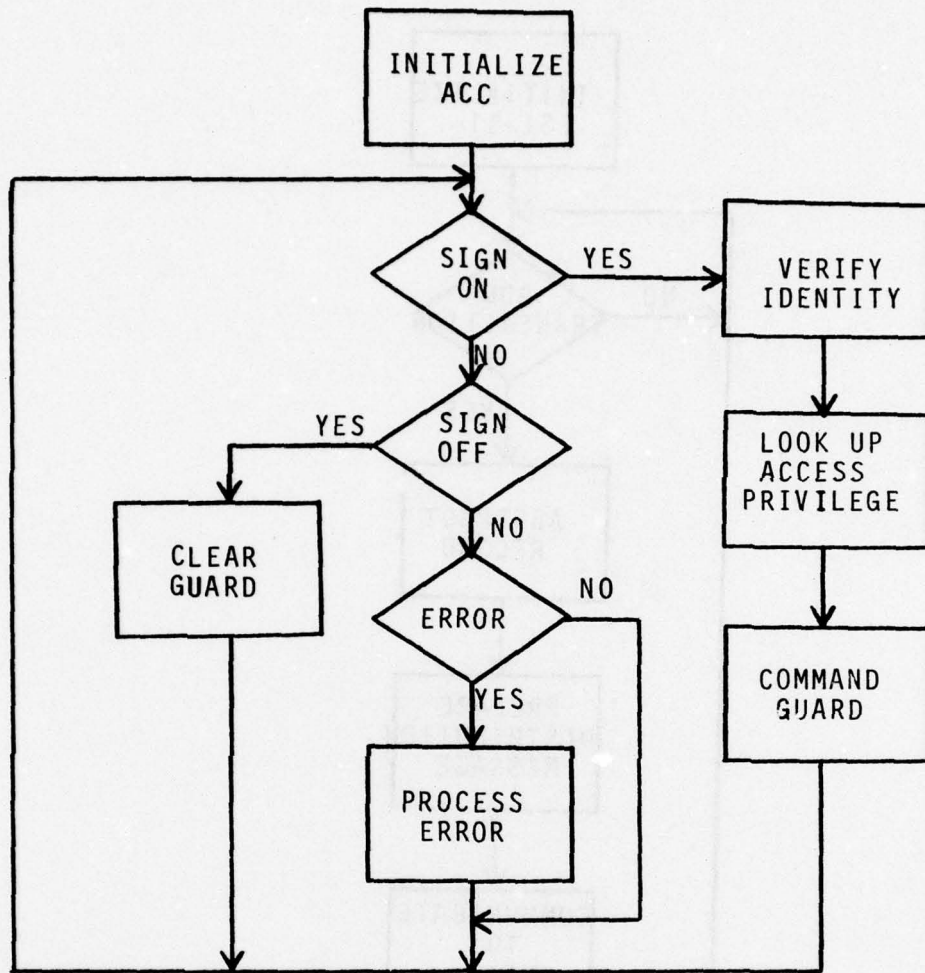 INITIALIZE
ACC
SIGN
ON
YES
VERIFY
IDENTITY
NO
SIGN
OFF
YES
LOOK UP
ACCESS
PRIVILEGE
CLEAR
GUARD
NO
ERROR
NO
YES
COMMAND
GUARD
PROCESS
ERROR